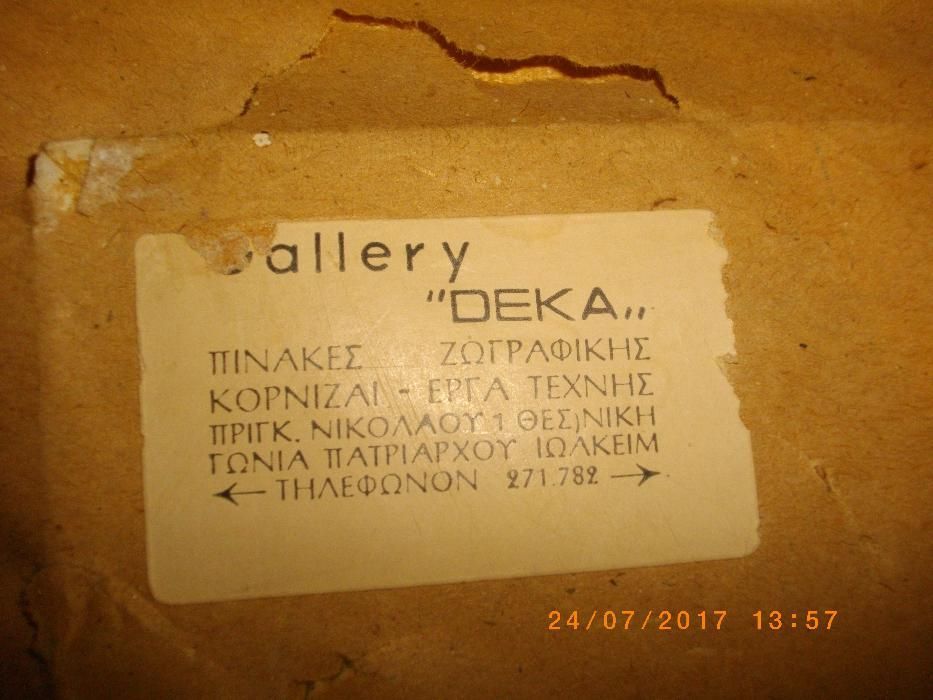 Gallery
"DEKA„
ΠΙΝΑΚΕΣ ΖΩΓΡΑΦΙΚΗΣ
ΚΟΡΝΙΖΑΙ - ΕΡΓΑ ΤΕΧΝΗΣ
ΠΡΙΓΚ. ΝΙΚΟΛΑΟΥ 1 ΘΕΣ)ΝΙΚΗ
ΓΩΝΙΑ ΠΑΤΡΙΑΡΧΟΥ ΙΩΑΚΕΙΜ
← ΤΗΛΕΦΩΝΟΝ 271.782 →
24/07/2017 13:57